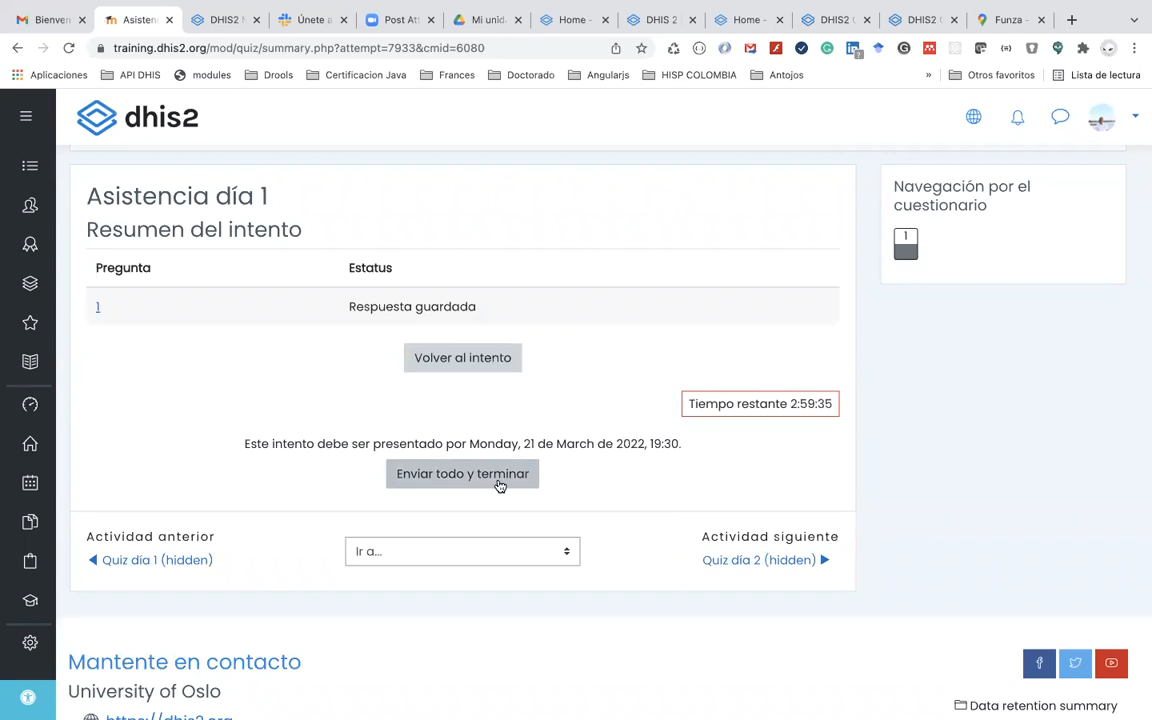 Bienven
Asistenc
DHIS2 N
Únete a
Post Att
Mi unid
Home -
DHIS 2
Home -
DHIS2
DHIS2
Funza -
training.dhis2.org/mod/quiz/summary.php?attempt=7933&cmid=6080
Aplicaciones
API DHIS
modules
Drools
Certificacion Java
Frances
Doctorado
Angularjs
HISP COLOMBIA
Antojos
»
Otros favoritos
Lista de lectura
dhis2
Asistencia día 1
Resumen del intento
Pregunta Estatus
1 Respuesta guardada
Volver al intento
Tiempo restante 2:59:35
Este intento debe ser presentado por Monday, 21 de March de 2022, 19:30.
Enviar todo y terminar
Actividad anterior
◀ Quiz día 1 (hidden)
Ir a...
Actividad siguiente
Quiz día 2 (hidden) ▶
Navegación por el
cuestionario
1
Mantente en contacto
University of Oslo
https://dhis2.org
Data retention summary